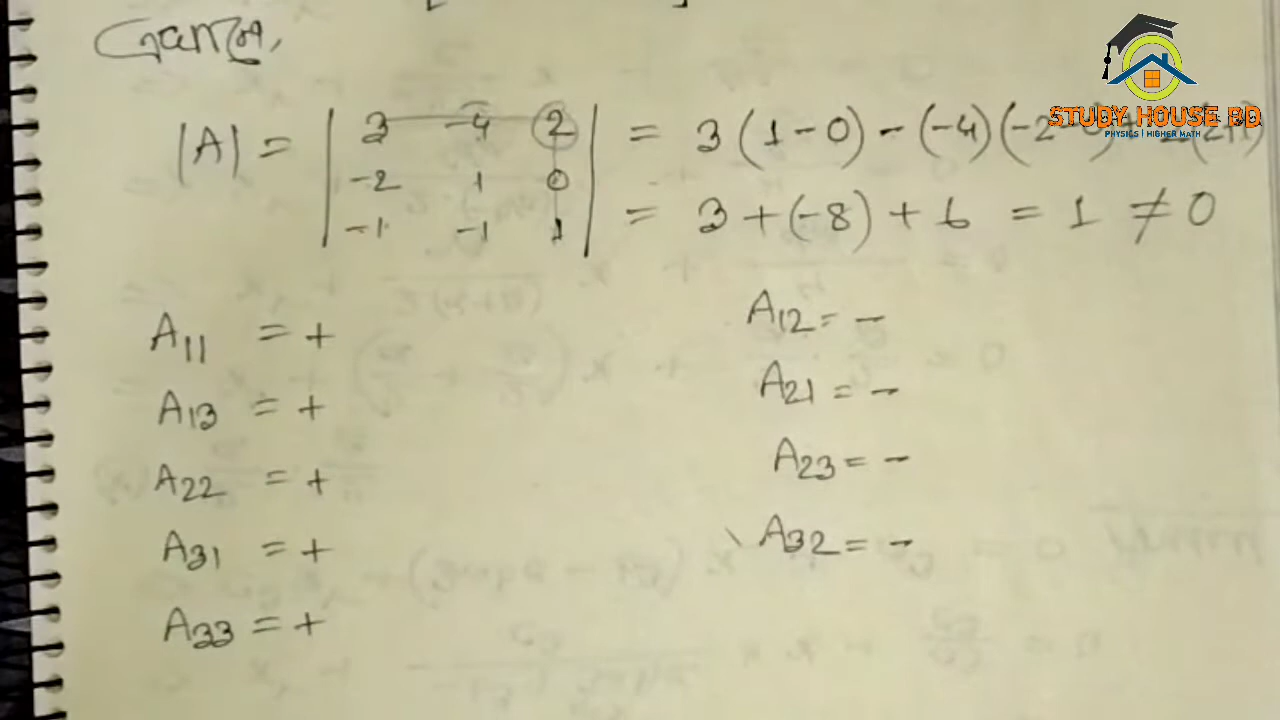 STUDY HOUSE BD
PHYSICS | HIGHER MATH
|A| = | 3 -4 2 | = 3(1-0) - (-4)(-2
| -2 1 0 | = 3 + (-8) + 6 = 1 ≠ 0
| -1 -1 1 |
A11 = +
A12 = -
A13 = +
A21 = -
A22 = +
A23 = -
A31 = +
A32 = -
A33 = +